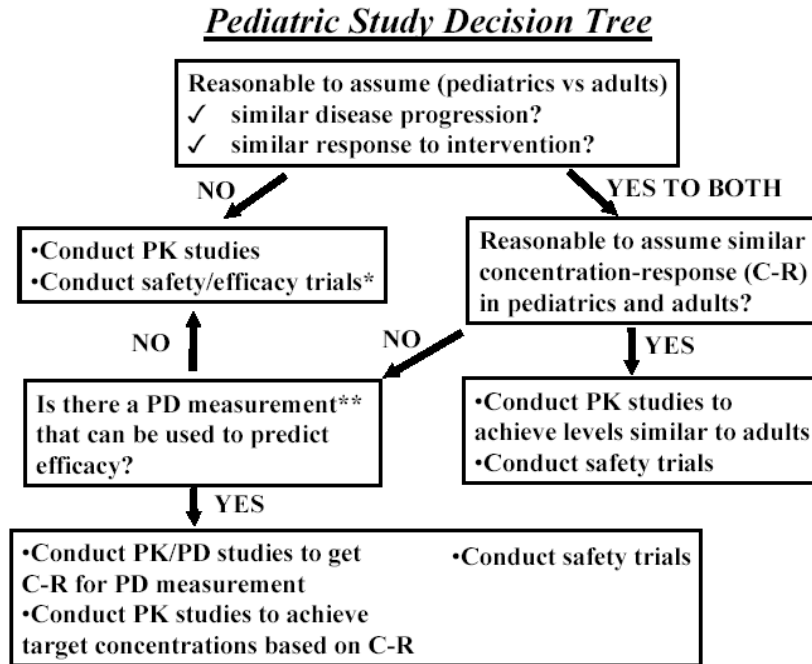 Pediatric Study Decision Tree
Reasonable to assume (pediatrics vs adults)
✓ similar disease progression?
✓ similar response to intervention?
NO
YES TO BOTH
•Conduct PK studies
•Conduct safety/efficacy trials*
Reasonable to assume similar
concentration-response (C-R)
in pediatrics and adults?
NO
NO
YES
Is there a PD measurement**
that can be used to predict
efficacy?
•Conduct PK studies to
achieve levels similar to adults
•Conduct safety trials
YES
•Conduct PK/PD studies to get
C-R for PD measurement
•Conduct PK studies to achieve
target concentrations based on C-R
•Conduct safety trials